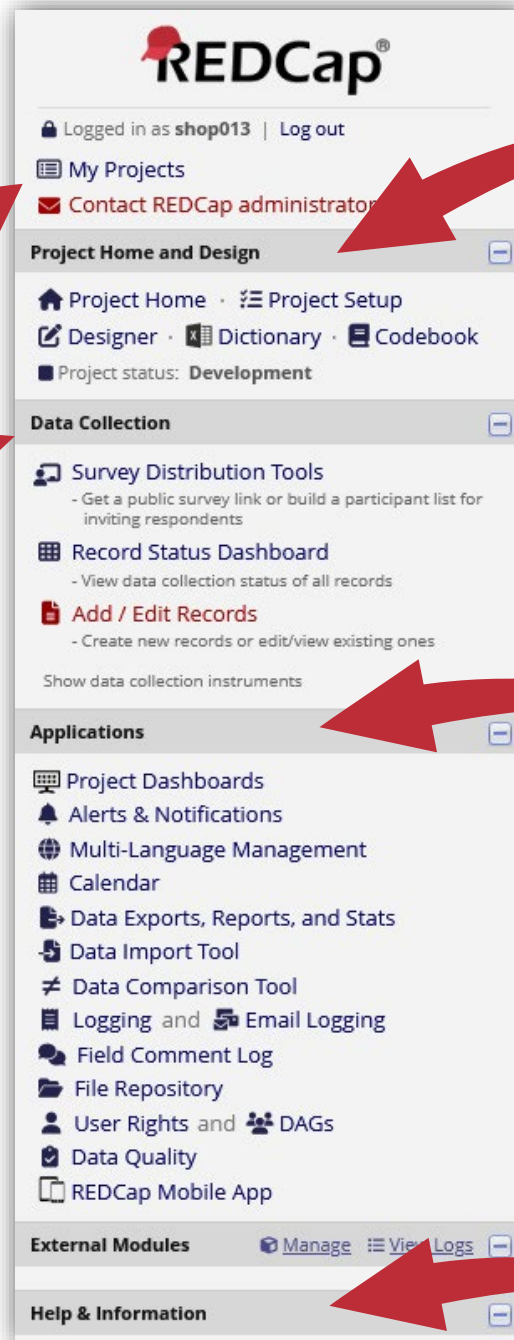 REDCap®
Logged in as shop013 | Log out
My Projects
Contact REDCap administrator
Project Home and Design
Project Home · Project Setup
Designer · Dictionary · Codebook
Project status: Development
Data Collection
Survey Distribution Tools
- Get a public survey link or build a participant list for
inviting respondents
Record Status Dashboard
- View data collection status of all records
Add / Edit Records
- Create new records or edit/view existing ones
Show data collection instruments
Applications
Project Dashboards
Alerts & Notifications
Multi-Language Management
Calendar
Data Exports, Reports, and Stats
Data Import Tool
Data Comparison Tool
Logging and Email Logging
Field Comment Log
File Repository
User Rights and DAGs
Data Quality
REDCap Mobile App
External Modules Manage View Logs
Help & Information